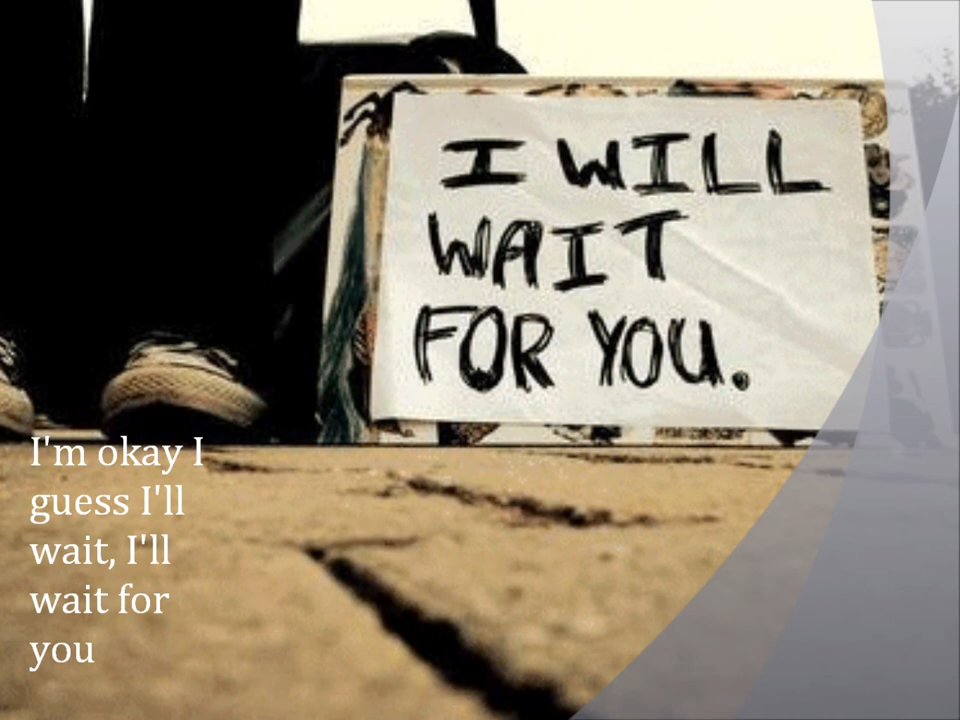 I WILL
WAIT
FOR YOU.
I'm okay I
guess I'll
wait, I'll
wait for
you